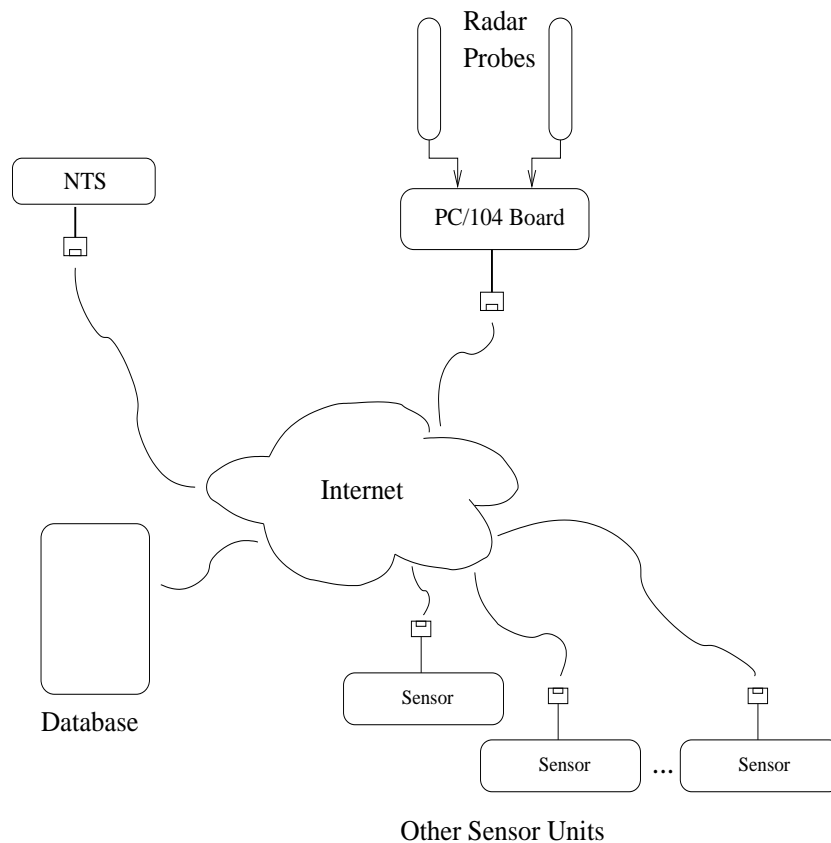 Radar
Probes
NTS
PC/104 Board
Internet
Sensor
Database
Sensor
...
Sensor
Other Sensor Units